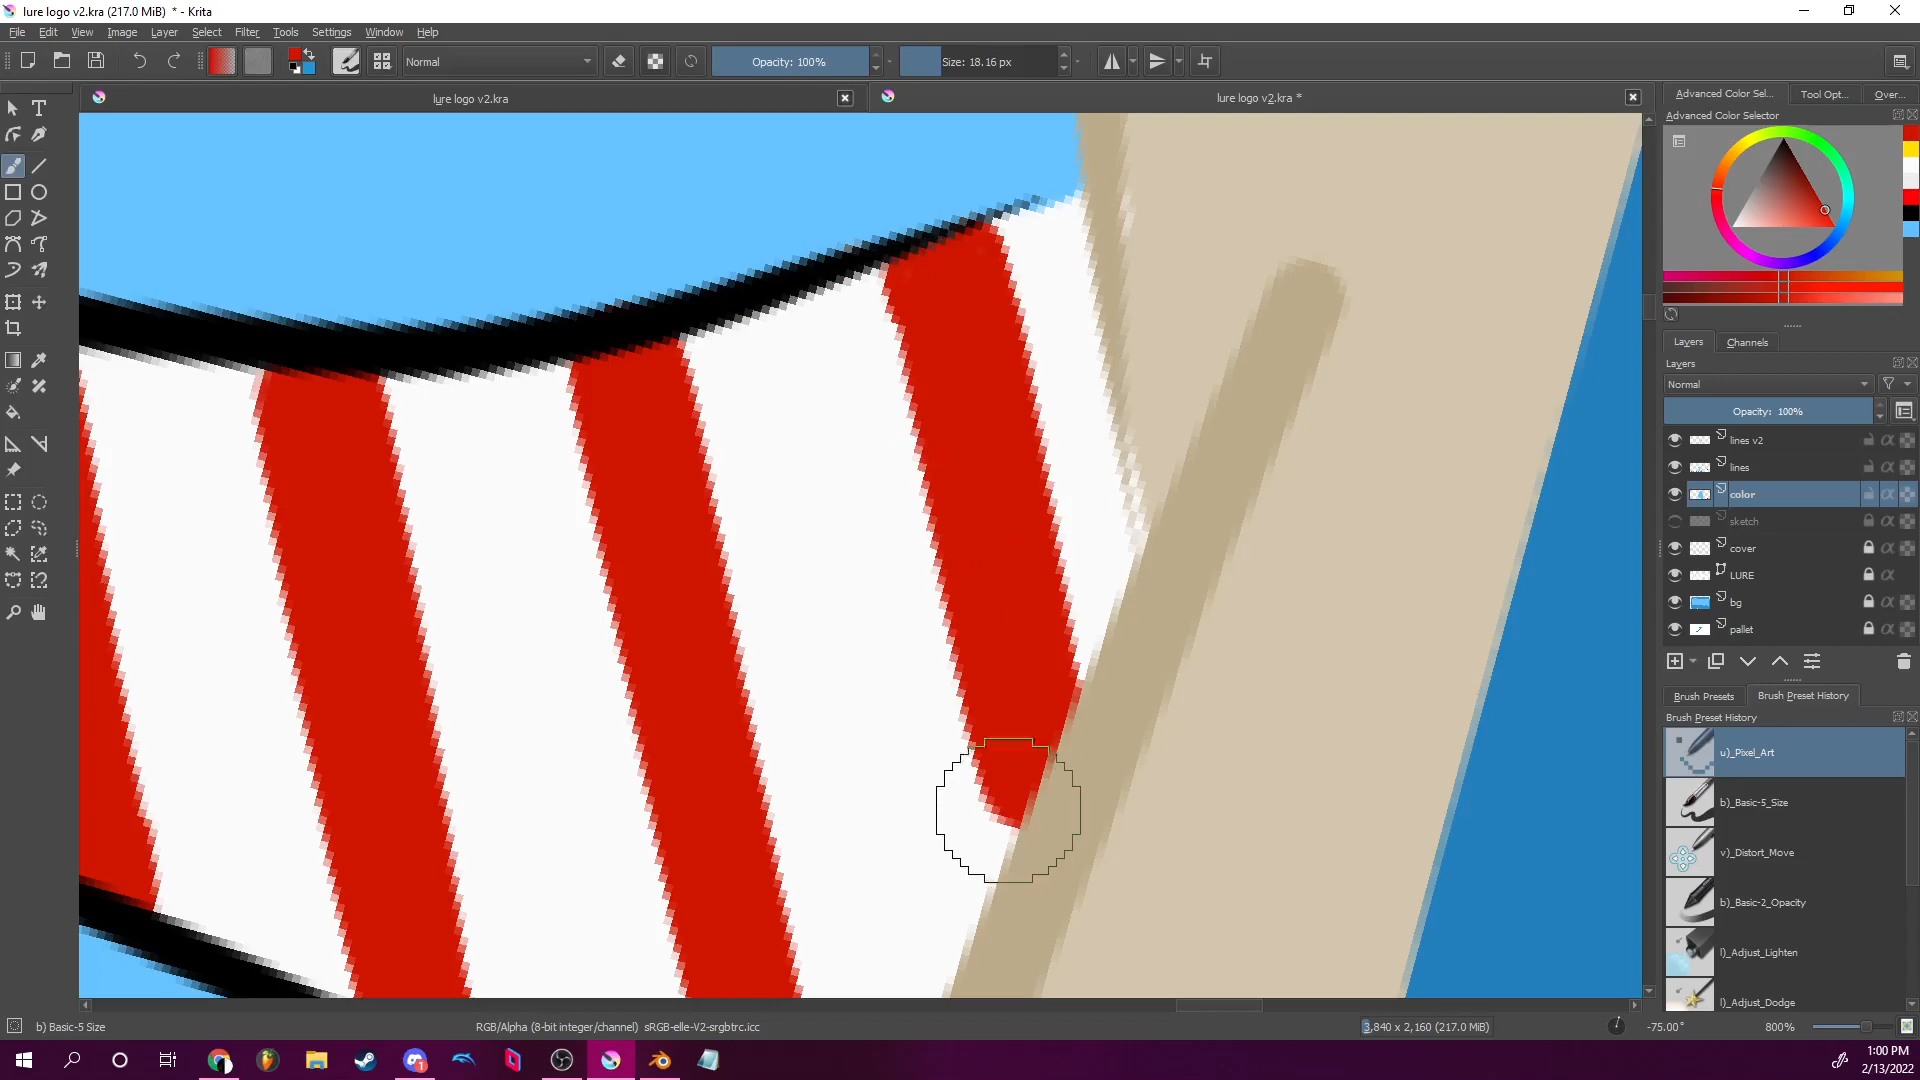 lure logo v2.kra (217.0 MiB)  * - Krita
File Edit View Image Layer Select Filter Tools Settings Window Help
Normal
Opacity: 100%
Size: 18.16 px
lure logo v2.kra
lure logo v2.kra *
Advanced Color Sel...
Tool Opt...
Over...
Advanced Color Selector
Layers
Channels
Layers
Normal
Opacity: 100%
lines v2
lines
color
sketch
cover
LURE
bg
pallet
Brush Presets
Brush Preset History
Brush Preset History
u)_Pixel_Art
b)_Basic-5_Size
v)_Distort_Move
b)_Basic-2_Opacity
l)_Adjust_Lighten
l)_Adjust_Dodge
b) Basic-5 Size
RGB/Alpha (8-bit integer/channel)  sRGB-elle-V2-srgbtrc.icc
3,840 x 2,160 (217.0 MiB)
-75.00°
800%
1:00 PM
2/13/2022